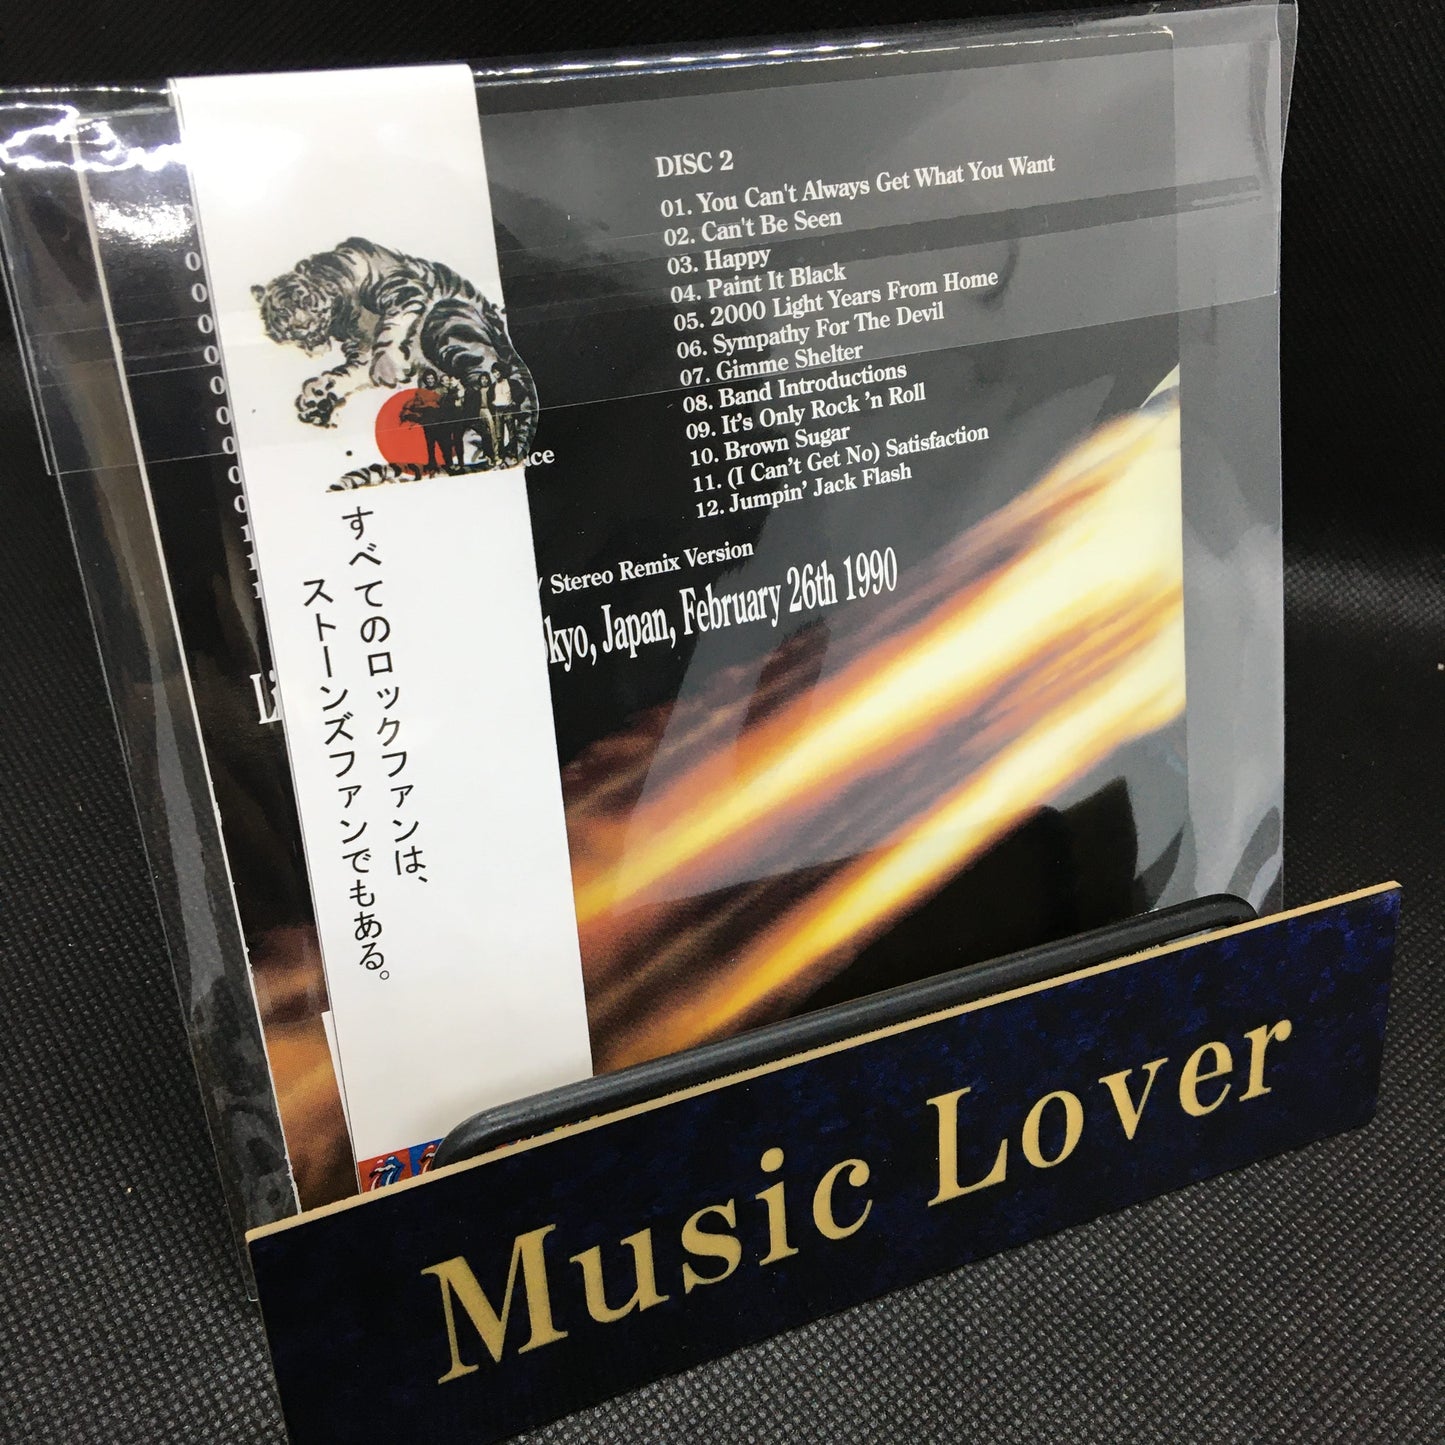 DISC 2
01. You Can't Always Get What You Want
02. Can't Be Seen
03. Happy
04. Paint It Black
05. 2000 Light Years From Home
06. Sympathy For The Devil
07. Gimme Shelter
08. Band Introductions
09. It's Only Rock 'n Roll
10. Brown Sugar
11. (I Can't Get No) Satisfaction
12. Jumpin' Jack Flash
Stereo Remix Version
kyo, Japan, February 26th 1990
すべてのロックファンは、
ストーンズファンでもある。
Music Lover